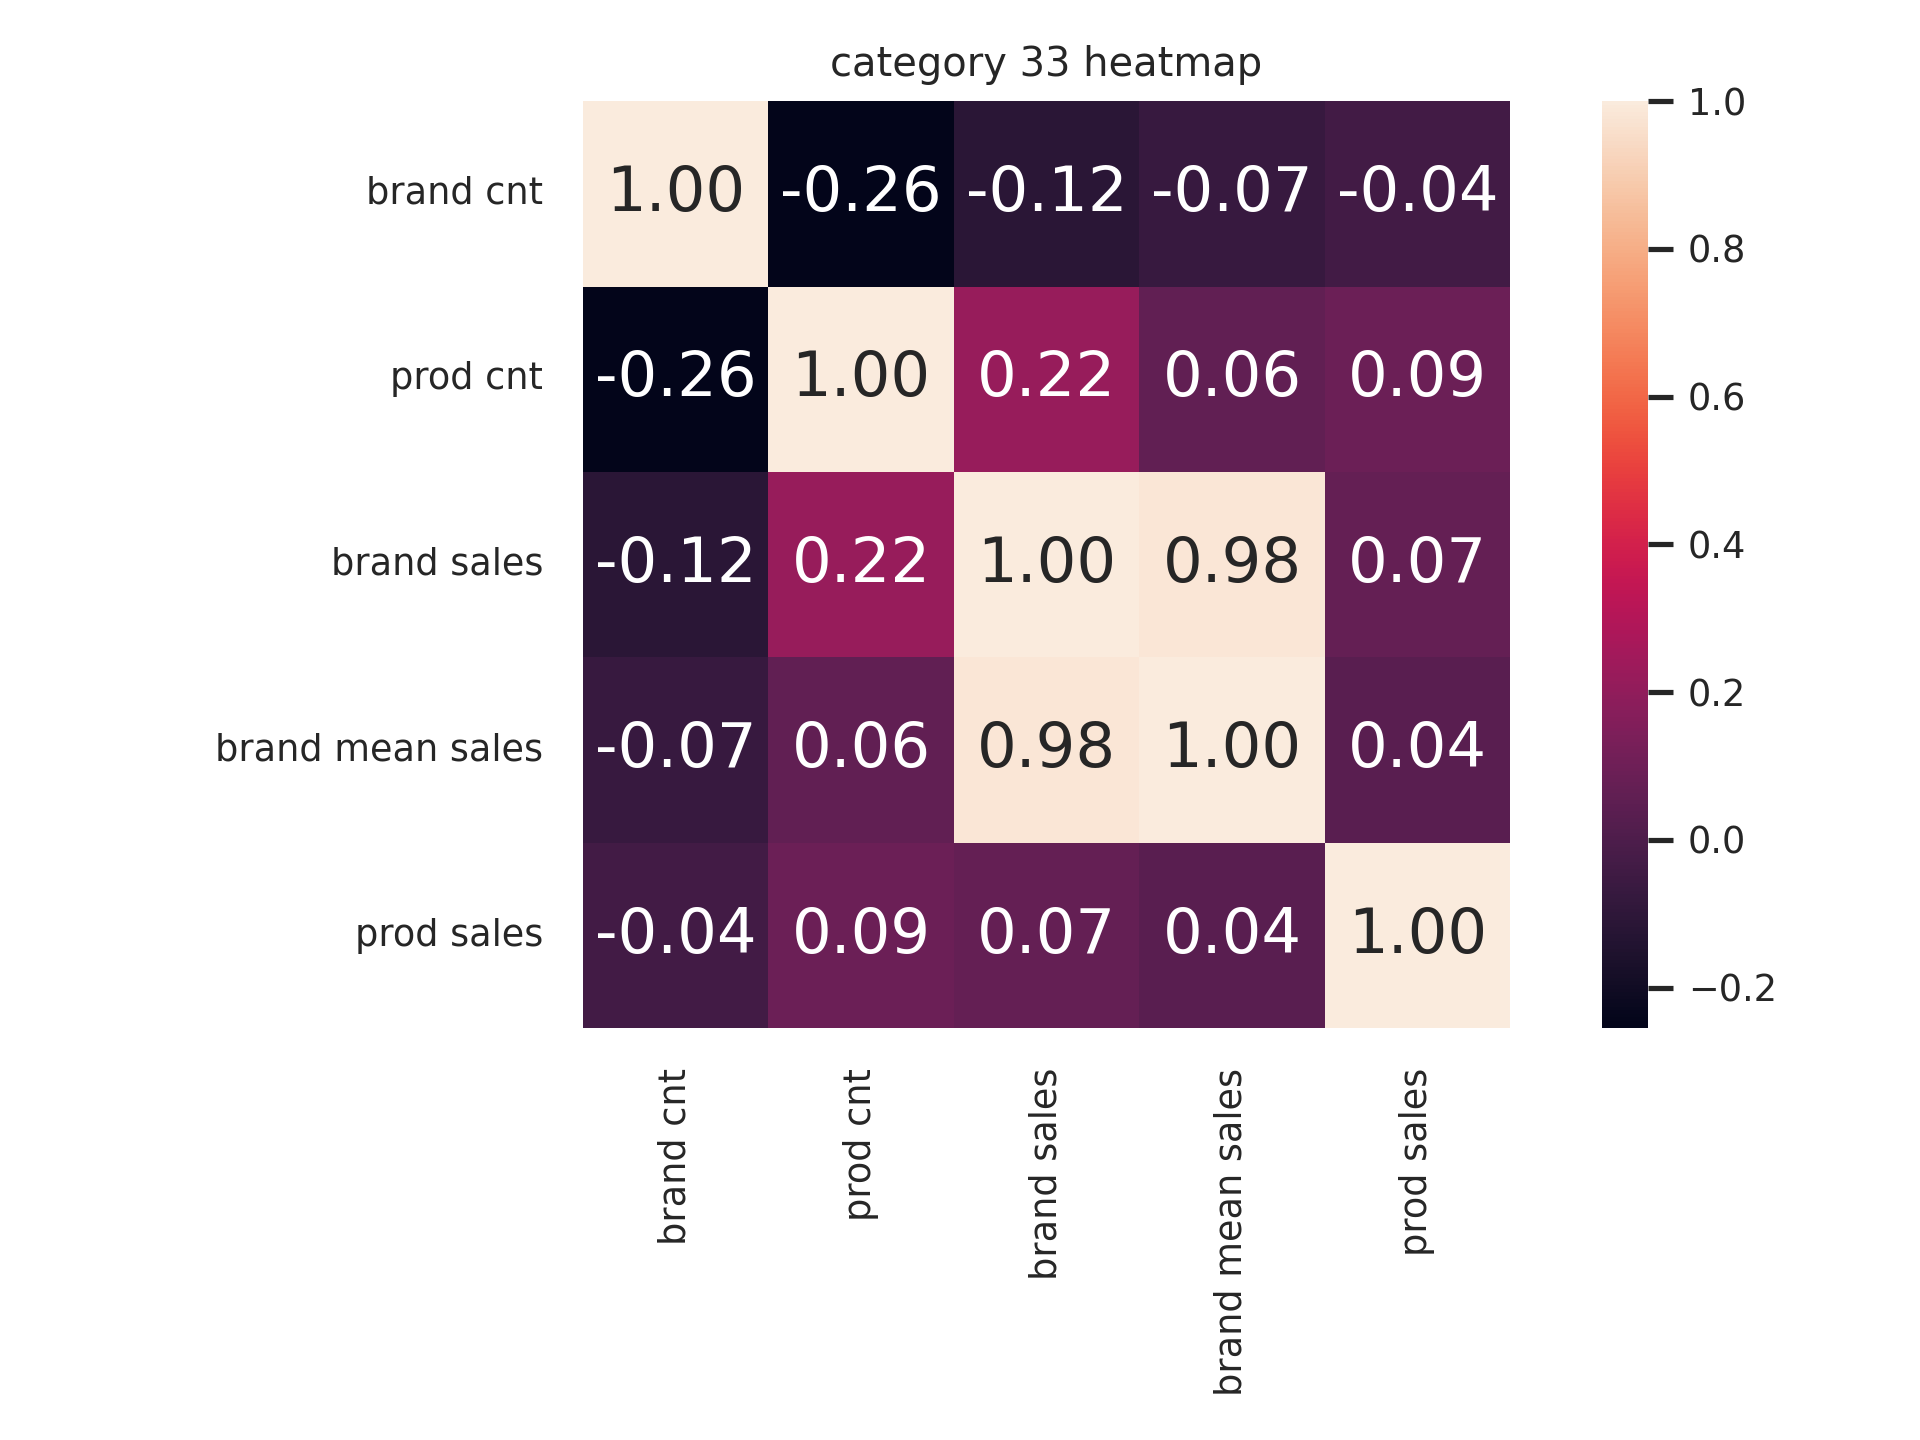 category 33 heatmap
brand cnt 1.00 -0.26 -0.12 -0.07 -0.04
prod cnt -0.26 1.00 0.22 0.06 0.09
brand sales -0.12 0.22 1.00 0.98 0.07
brand mean sales -0.07 0.06 0.98 1.00 0.04
prod sales -0.04 0.09 0.07 0.04 1.00
brand cnt
prod cnt
brand sales
brand mean sales
prod sales
1.0
0.8
0.6
0.4
0.2
0.0
−0.2